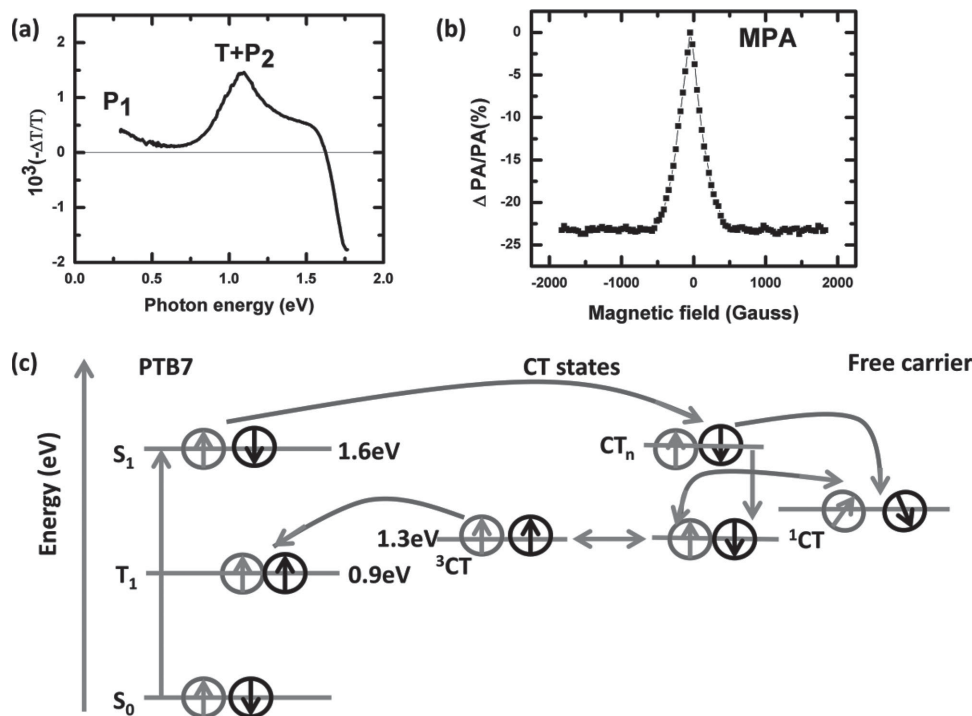 (a)
2
1
0
-1
-2
10³(-ΔT/T)
P₁
T+P₂
0.0 0.5 1.0 1.5 2.0
Photon energy (eV)
(b)
MPA
0
-5
-10
-15
-20
-25
Δ PA/PA(%)
-2000 -1000 0 1000 2000
Magnetic field (Gauss)
(c)
PTB7 CT states Free carrier
Energy (eV)
S₁ 1.6eV CTₙ
1.3eV ³CT ¹CT
T₁ 0.9eV
S₀